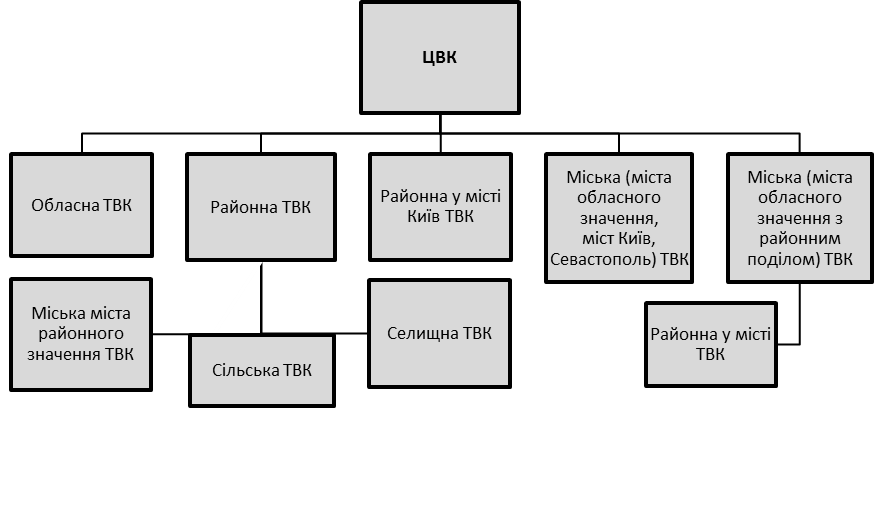 ЦВК
Обласна ТВК
Районна ТВК
Районна у місті
Київ ТВК
Міська (міста
обласного
значення,
міст Київ,
Севастополь) ТВК
Міська (міста
обласного
значення з
районним
поділом) ТВК
Міська міста
районного
значення ТВК
Сільська ТВК
Селищна ТВК
Районна у місті
ТВК